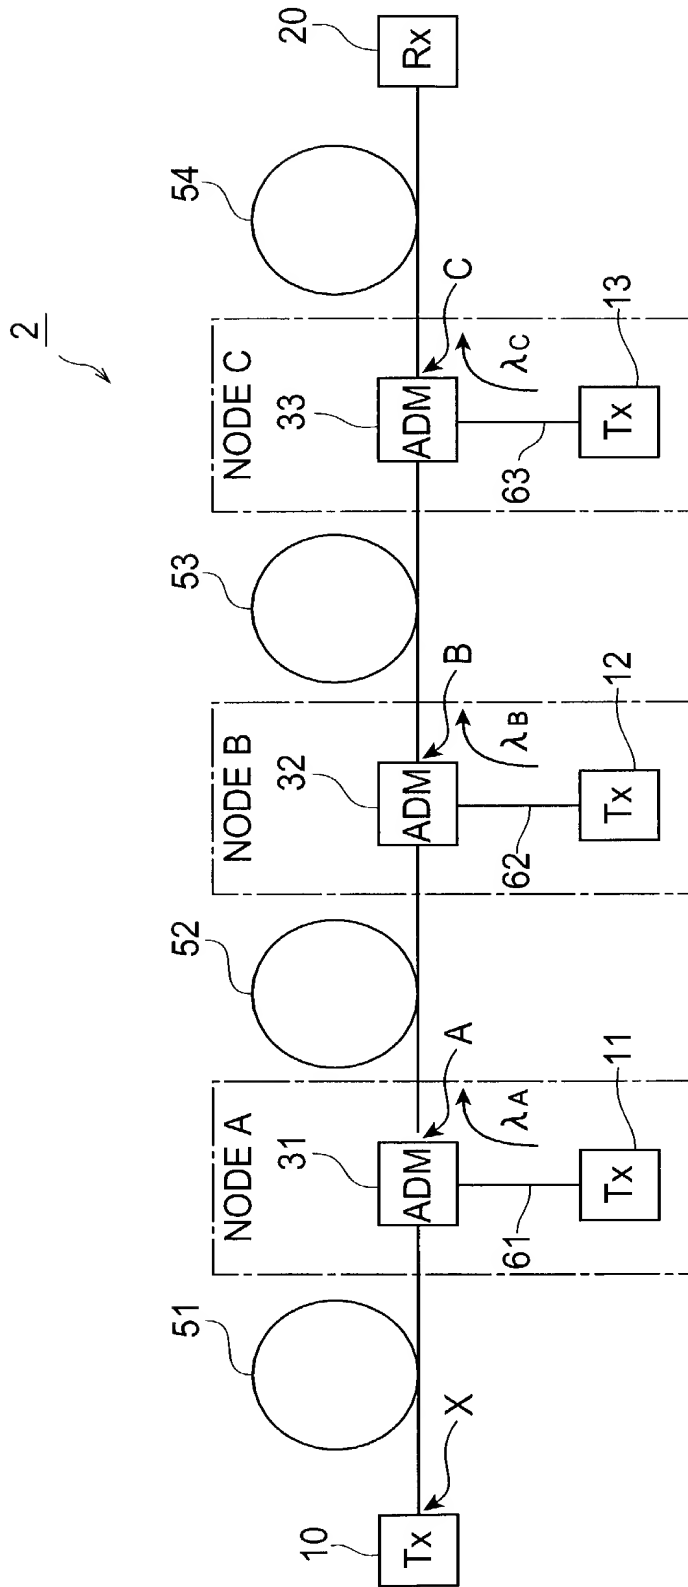 2
NODE A
NODE B
NODE C
51
52
53
54
10
Tx
X
31
ADM
A
λA
61
Tx
11
32
ADM
B
λB
62
Tx
12
33
ADM
C
λC
63
Tx
13
20
Rx